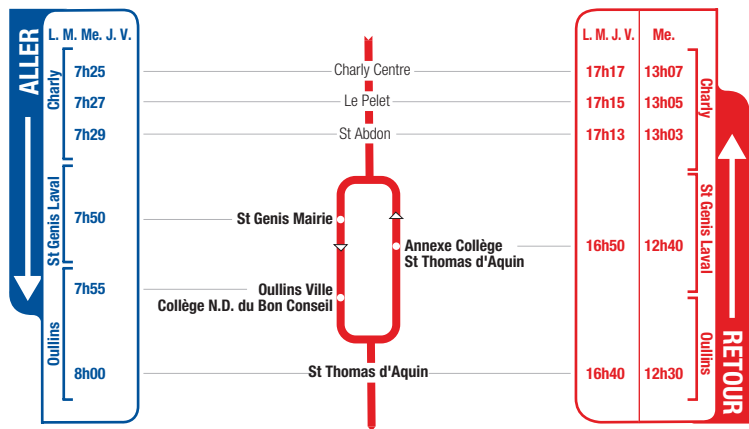 ALLER
L. M. Me. J. V.
L. M. J. V.
Me.
Charly
7h25
Charly Centre
17h17
13h07
Charly
7h27
Le Pelet
17h15
13h05
7h29
St Abdon
17h13
13h03
St Genis Laval
7h50
St Genis Mairie
Annexe Collège
St Thomas d'Aquin
16h50
12h40
St Genis Laval
Oullins
7h55
Oullins Ville
Collège N.D. du Bon Conseil
8h00
St Thomas d'Aquin
16h40
12h30
Oullins
RETOUR